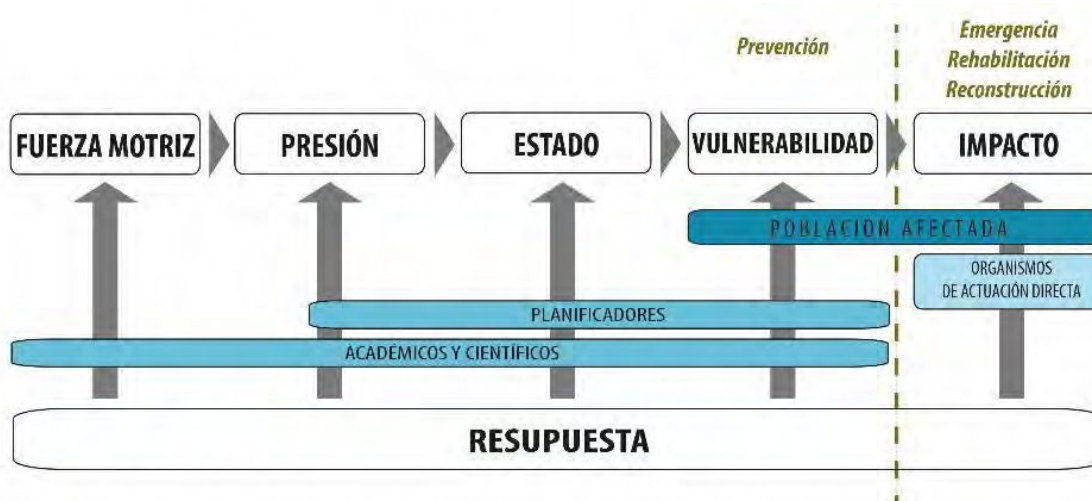 Prevención
Emergencia
Rehabilitación
Reconstrucción
FUERZA MOTRIZ
PRESIÓN
ESTADO
VULNERABILIDAD
IMPACTO
POBLACIÓN AFECTADA
ORGANISMOS
DE ACTUACIÓN DIRECTA
PLANIFICADORES
ACADÉMICOS Y CIENTÍFICOS
RESUPUESTA